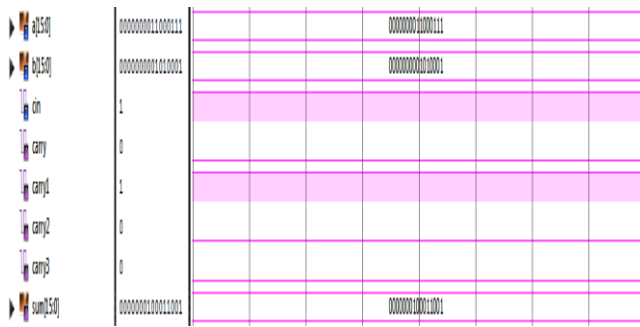 a[15:0] 0000000011000111 0000000011000111
b[15:0] 0000000001010001 0000000001010001
cin 1
carry 0
carry1 1
carry2 0
carry3 0
sum[15:0] 0000000100011001 0000000100011001